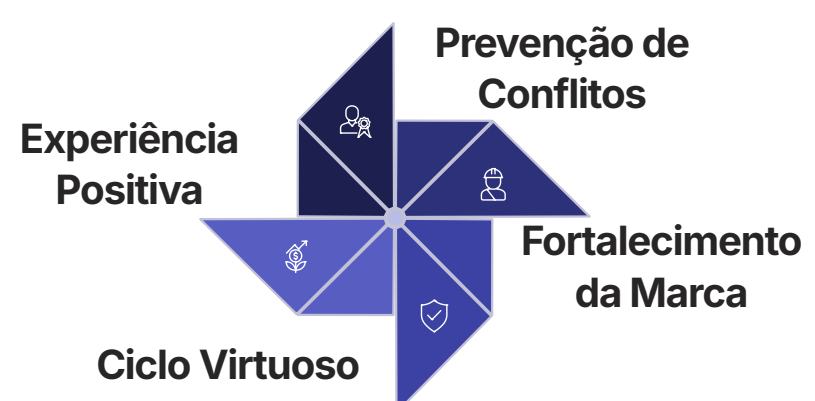 Prevenção de
Conflitos
Experiência
Positiva
Fortalecimento
da Marca
Ciclo Virtuoso
$